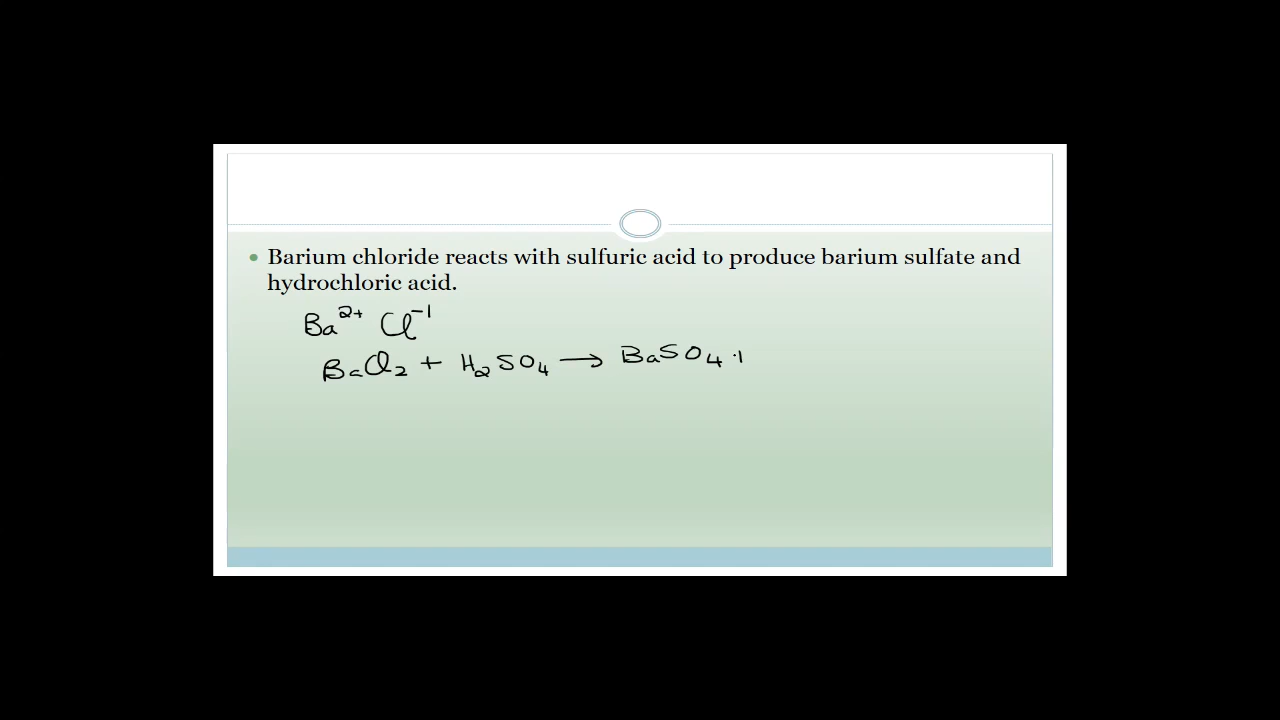 Barium chloride reacts with sulfuric acid to produce barium sulfate and
hydrochloric acid.
Ba²⁺ Cl⁻¹
BaCl₂ + H₂SO₄ → BaSO₄